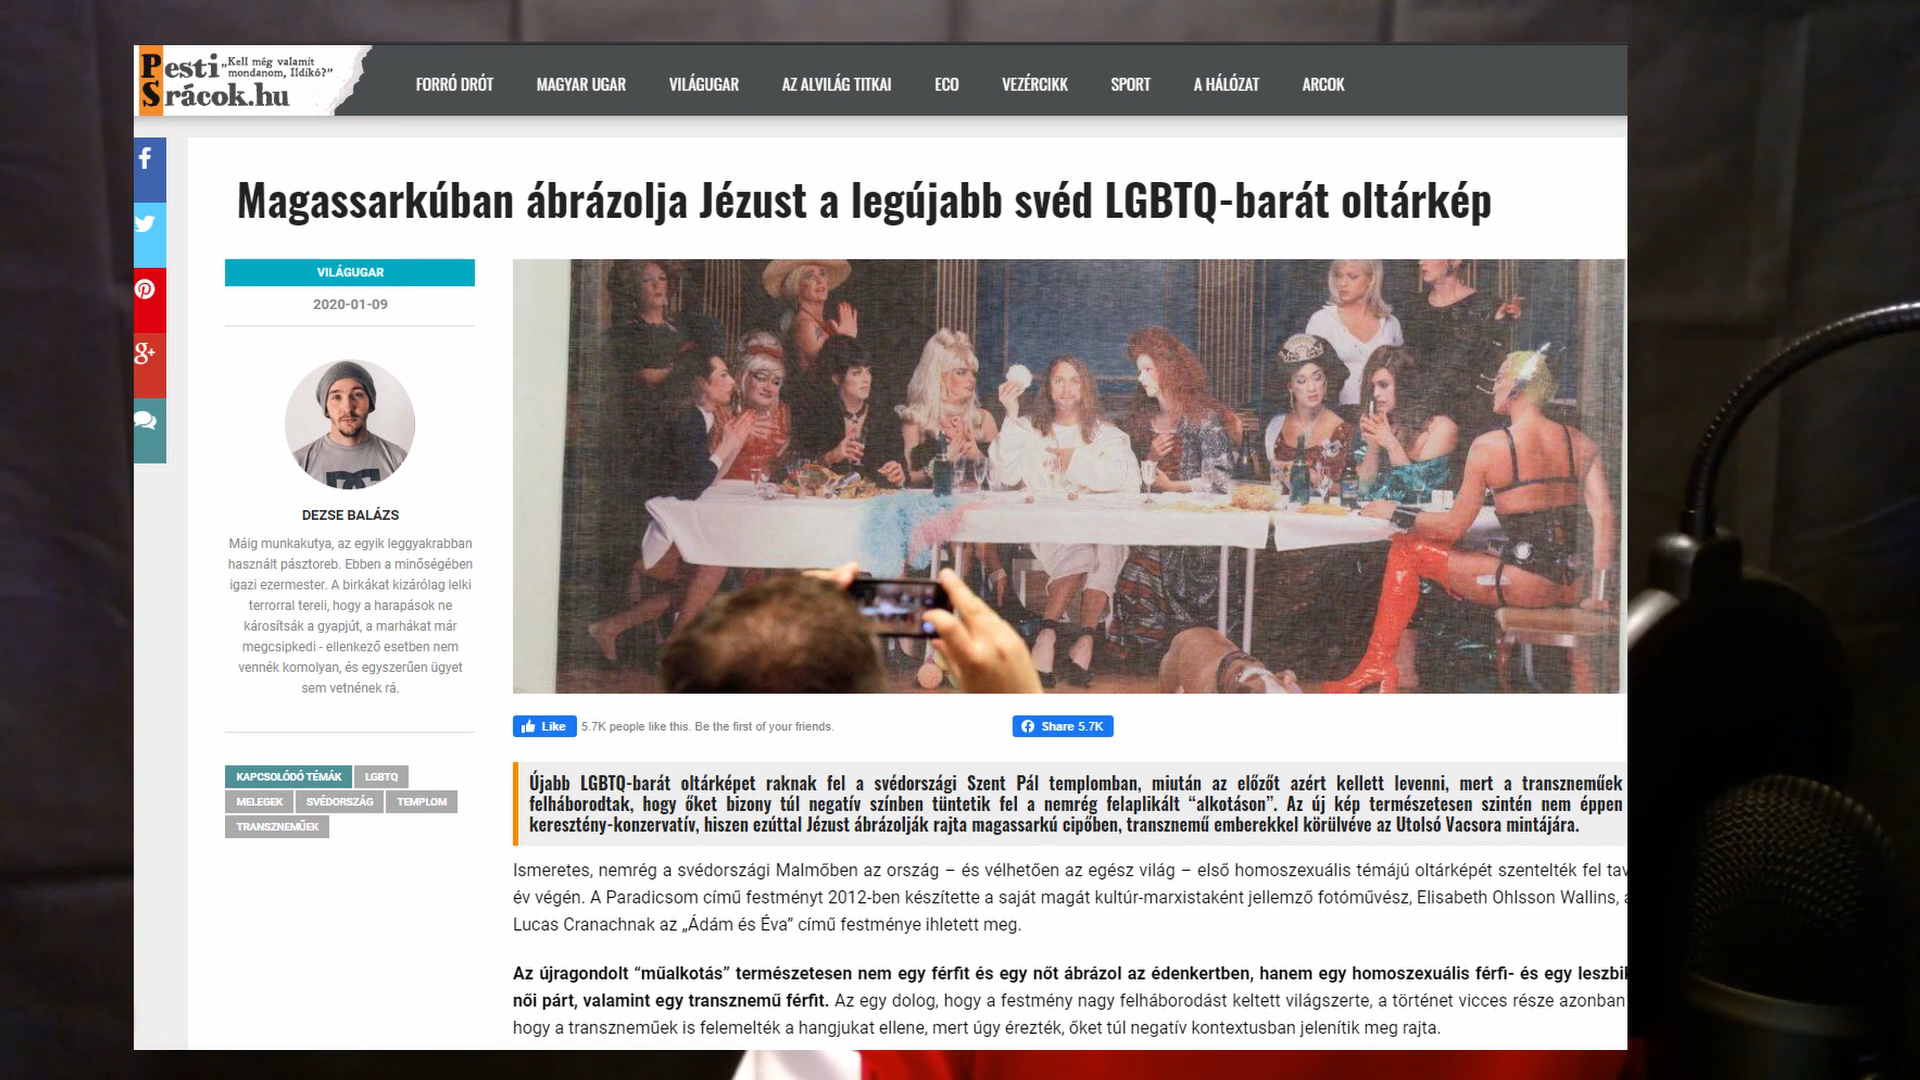 Pesti Srácok.hu
„Kell még valamit
mondanom, Ildikó?”
FORRÓ DRÓT
MAGYAR UGAR
VILÁGUGAR
AZ ALVILÁG TITKAI
ECO
VEZÉRCIKK
SPORT
A HÁLÓZAT
ARCOK
Magassarkúban ábrázolja Jézust a legújabb svéd LGBTQ-barát oltárkép
VILÁGUGAR
2020-01-09
DEZSE BALÁZS
Máig munkakutya, az egyik leggyakrabban
használt pásztoreb. Ebben a minőségében
igazi ezermester. A birkákat kizárólag lelki
terrorral tereli, hogy a harapások ne
károsítsák a gyapjút, a marhákat már
megcsipkedi - ellenkező esetben nem
vennék komolyan, és egyszerűen ügyet
sem vetnének rá.
KAPCSOLÓDÓ TÉMÁK
LGBTQ
MELEGEK
SVÉDORSZÁG
TEMPLOM
TRANSZNEMŰEK
Like
5.7K people like this. Be the first of your friends.
Share 5.7K
Újabb LGBTQ-barát oltárképet raknak fel a svédországi Szent Pál templomban, miután az előzőt azért kellett levenni, mert a transzneműek
felháborodtak, hogy őket bizony túl negatív színben tüntetik fel a nemrég felaplikált “alkotáson”. Az új kép természetesen szintén nem éppen
keresztény-konzervatív, hiszen ezúttal Jézust ábrázolják rajta magassarkú cipőben, transznemű emberekkel körülvéve az Utolsó Vacsora mintájára.
Ismeretes, nemrég a svédországi Malmőben az ország – és vélhetően az egész világ – első homoszexuális témájú oltárképét szentelték fel tav
év végén. A Paradicsom című festményt 2012-ben készítette a saját magát kultúr-marxistaként jellemző fotóművész, Elisabeth Ohlsson Wallins,
Lucas Cranachnak az „Ádám és Éva” című festménye ihletett meg.
Az újragondolt “műalkotás” természetesen nem egy férfit és egy nőt ábrázol az édenkertben, hanem egy homoszexuális férfi- és egy leszbik
női párt, valamint egy transznemű férfit. Az egy dolog, hogy a festmény nagy felháborodást keltett világszerte, a történet vicces része azonban
hogy a transzneműek is felemelték a hangjukat ellene, mert úgy érezték, őket túl negatív kontextusban jelenítik meg rajta.